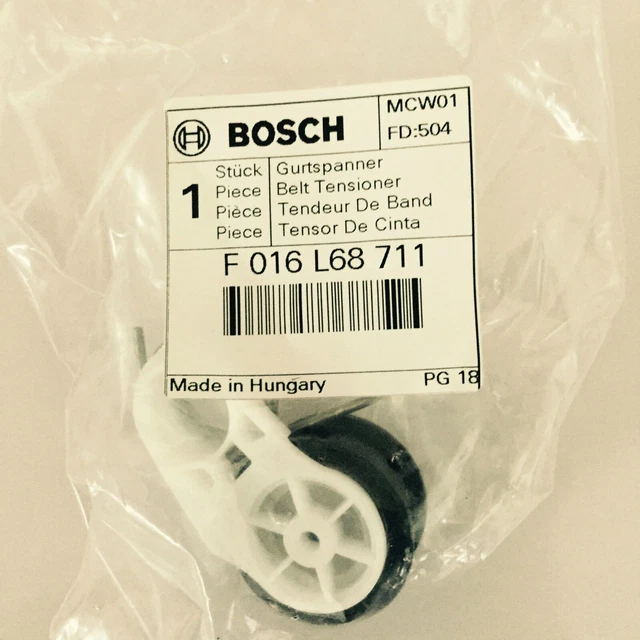 BOSCH
MCW01
FD:504
1
Stück Gurtspanner
Piece Belt Tensioner
Pièce Tendeur De Band
Piece Tensor De Cinta
F 016 L68 711
Made in Hungary PG 18